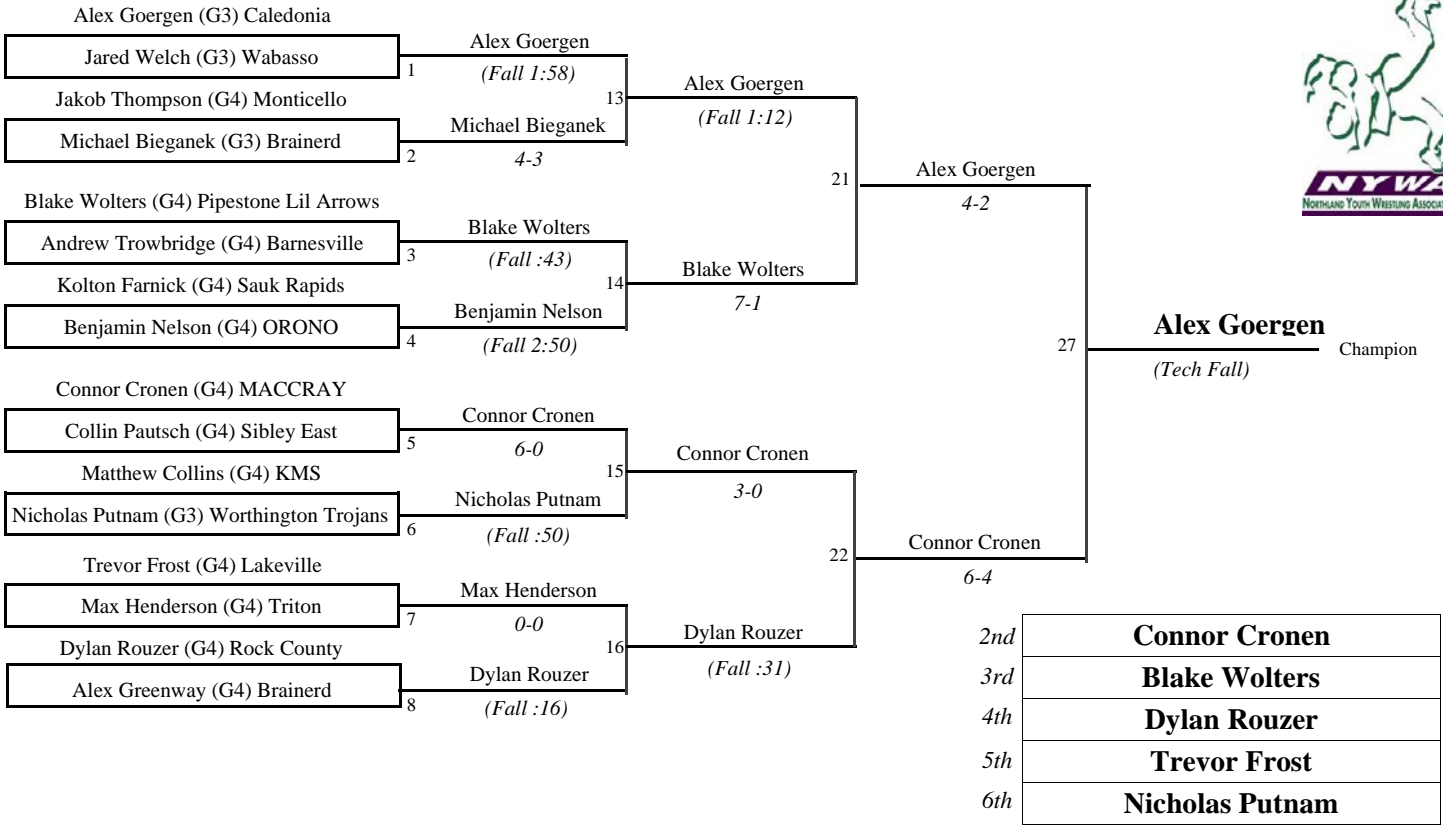 Alex Goergen (G3) Caledonia
Jared Welch (G3) Wabasso
1
Jakob Thompson (G4) Monticello
Michael Bieganek (G3) Brainerd
2
Blake Wolters (G4) Pipestone Lil Arrows
Andrew Trowbridge (G4) Barnesville
3
Kolton Farnick (G4) Sauk Rapids
Benjamin Nelson (G4) ORONO
4
Connor Cronen (G4) MACCRAY
Collin Pautsch (G4) Sibley East
5
Matthew Collins (G4) KMS
Nicholas Putnam (G3) Worthington Trojans
6
Trevor Frost (G4) Lakeville
Max Henderson (G4) Triton
7
Dylan Rouzer (G4) Rock County
Alex Greenway (G4) Brainerd
8
Alex Goergen
(Fall 1:58)
13
Michael Bieganek
4-3
Blake Wolters
(Fall :43)
14
Benjamin Nelson
(Fall 2:50)
Connor Cronen
6-0
15
Nicholas Putnam
(Fall :50)
Max Henderson
0-0
16
Dylan Rouzer
(Fall :16)
Alex Goergen
(Fall 1:12)
21
Blake Wolters
7-1
Connor Cronen
3-0
22
Dylan Rouzer
(Fall :31)
Alex Goergen
4-2
27
Connor Cronen
6-4
Alex Goergen
Champion
(Tech Fall)
NYWA
NORTHLAND YOUTH WRESTLING
2nd Connor Cronen
3rd Blake Wolters
4th Dylan Rouzer
5th Trevor Frost
6th Nicholas Putnam